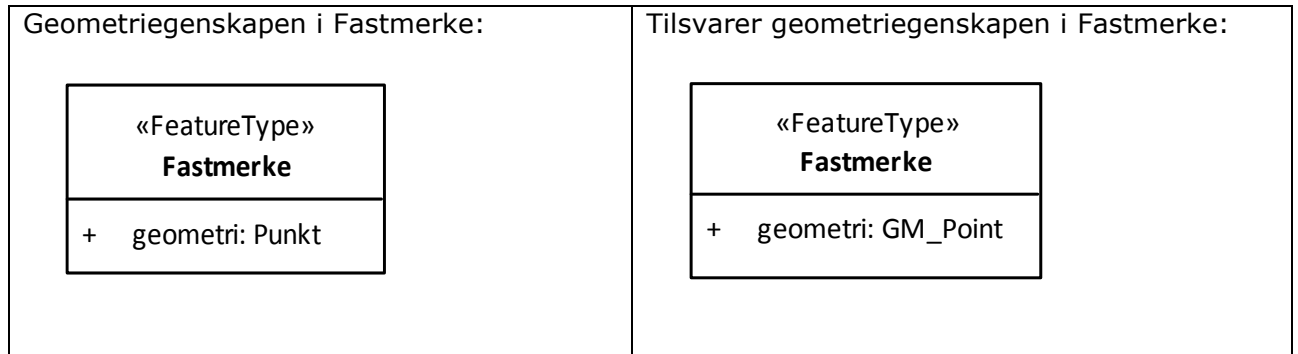 Geometriegenskapen i Fastmerke:
«FeatureType»
Fastmerke
+ geometri: Punkt
Tilsvarer geometriegenskapen i Fastmerke:
«FeatureType»
Fastmerke
+ geometri: GM_Point